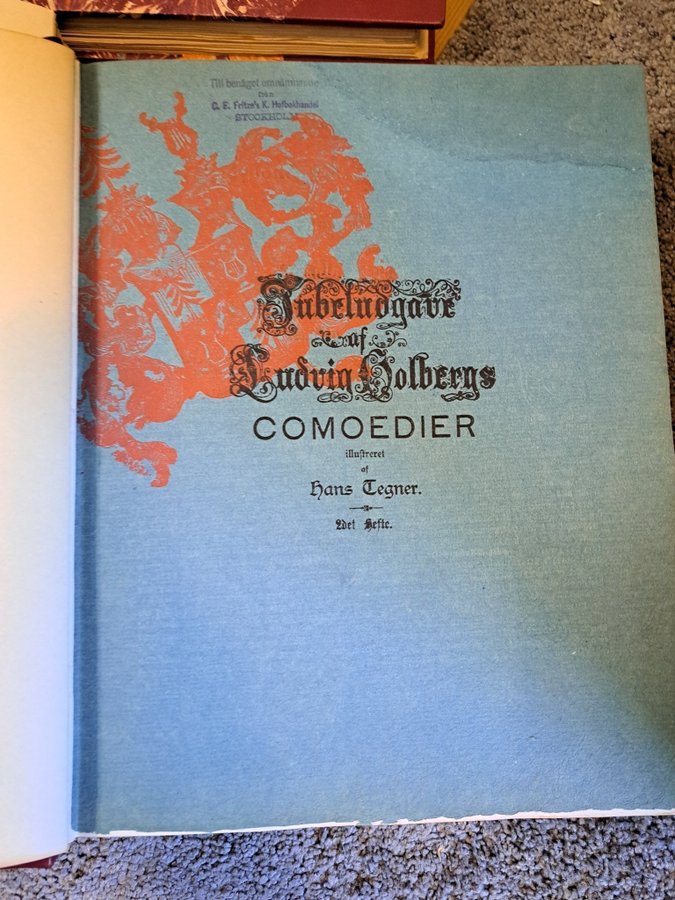 Till benäget omnämnande
från
C. E. Fritze's K. Hofbokhandel
STOCKHOLM
Jubeludgave
af
Ludvig Holbergs
COMOEDIER
illustreret
af
Hans Tegner.
2det Hefte.